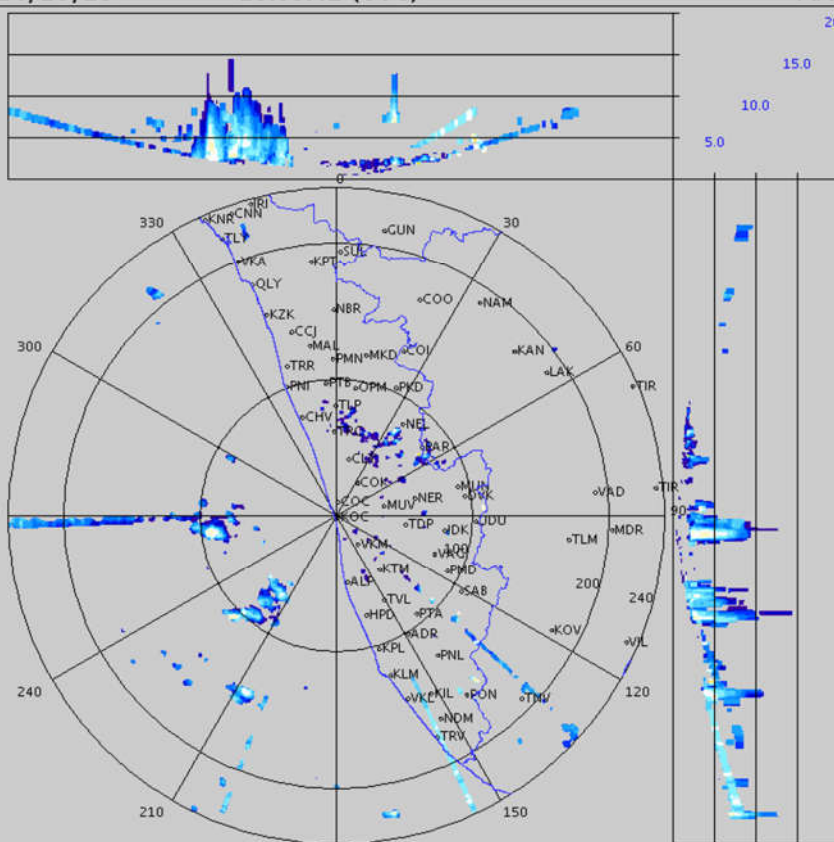 15.0
10.0
5.0
0
KNR
CNN
IRI
TLY
GUN
330
30
VKA
KPT
SUL
QLY
COO
NAM
KZK
NBR
CCJ
MAL
PMN
MKD
COI
KAN
300
60
TRR
LAK
PNI
PTB
OPM
PKD
TIR
TLP
CHV
NEL
PAR
COK
MUN
TIR
COC
MUV
NER
VAD
90
TDP
UDU
IDK
MDR
VKM
100
TLM
KTM
PMD
200
ALP
SAB
240
TVL
HPD
PTA
KOV
ADR
VIL
KPL
PNL
240
120
KLM
VKL
KIL
PON
TNV
NDM
TRV
210
150